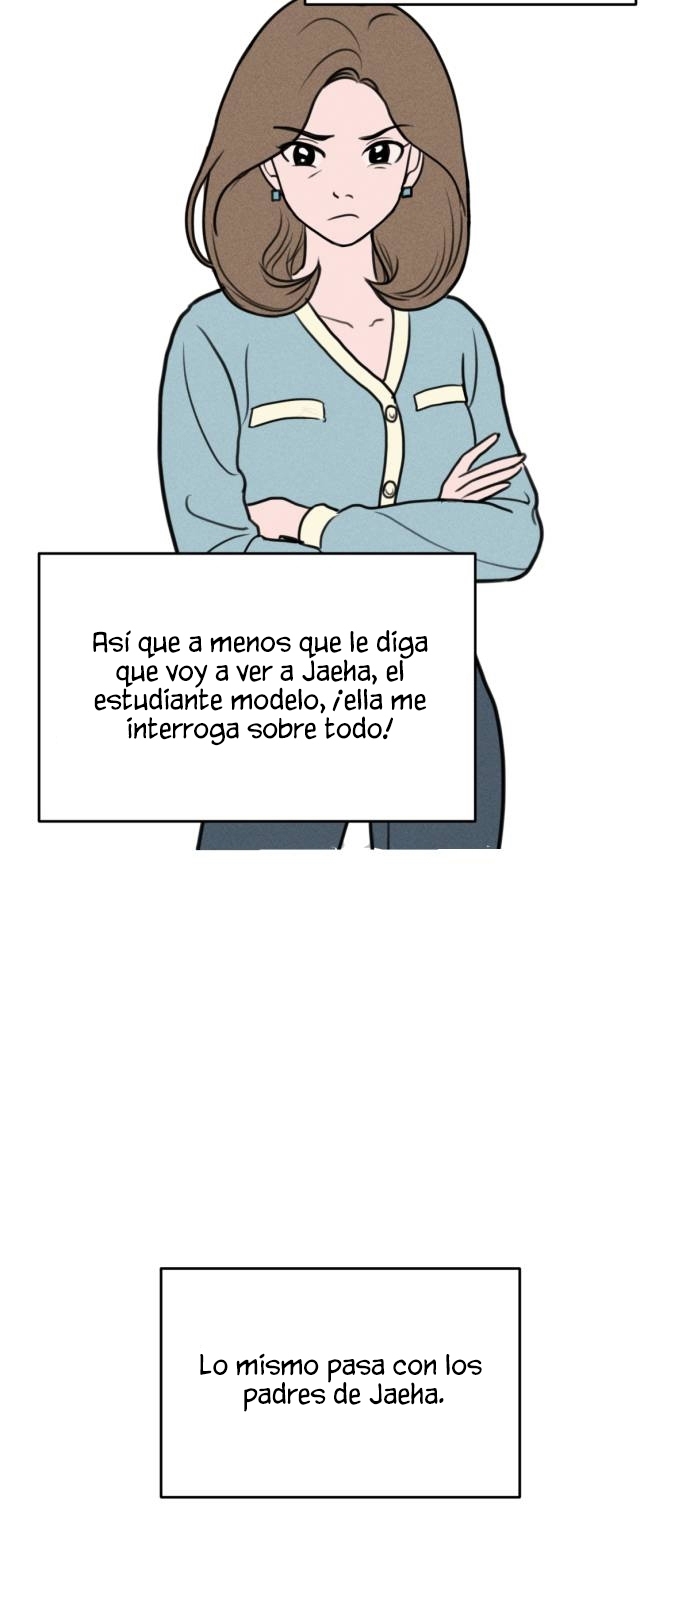 Así que a menos que le diga
que voy a ver a Jaeha, el
estudiante modelo, ¡ella me
interroga sobre todo!
Lo mismo pasa con los
padres de Jaeha.